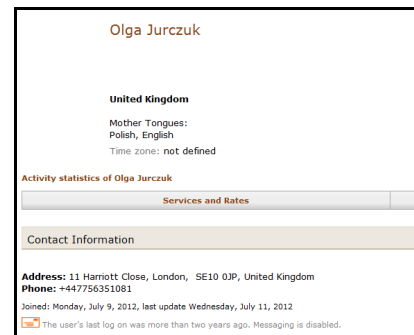 Olga Jurczuk
United Kingdom
Mother Tongues:
Polish, English
Time zone: not defined
Activity statistics of Olga Jurczuk
Services and Rates
Contact Information
Address: 11 Harriott Close, London, SE10 0JP, United Kingdom
Phone: +447756351081
Joined: Monday, July 9, 2012, last update Wednesday, July 11, 2012
The user's last log on was more than two years ago. Messaging is disabled.